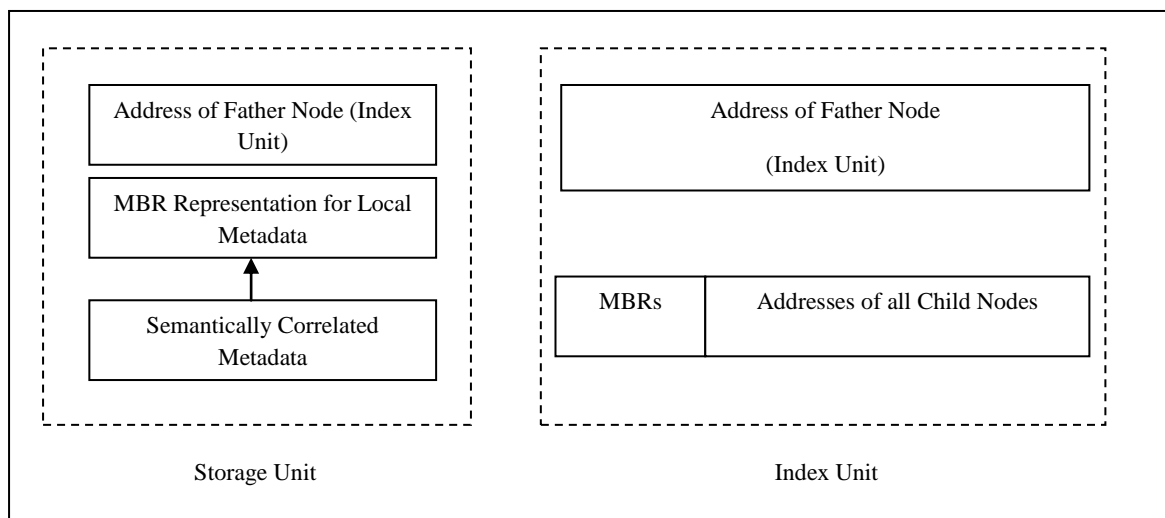 Address of Father Node (Index
Unit)
MBR Representation for Local
Metadata
Semantically Correlated
Metadata
Storage Unit
Address of Father Node
(Index Unit)
MBRs
Addresses of all Child Nodes
Index Unit